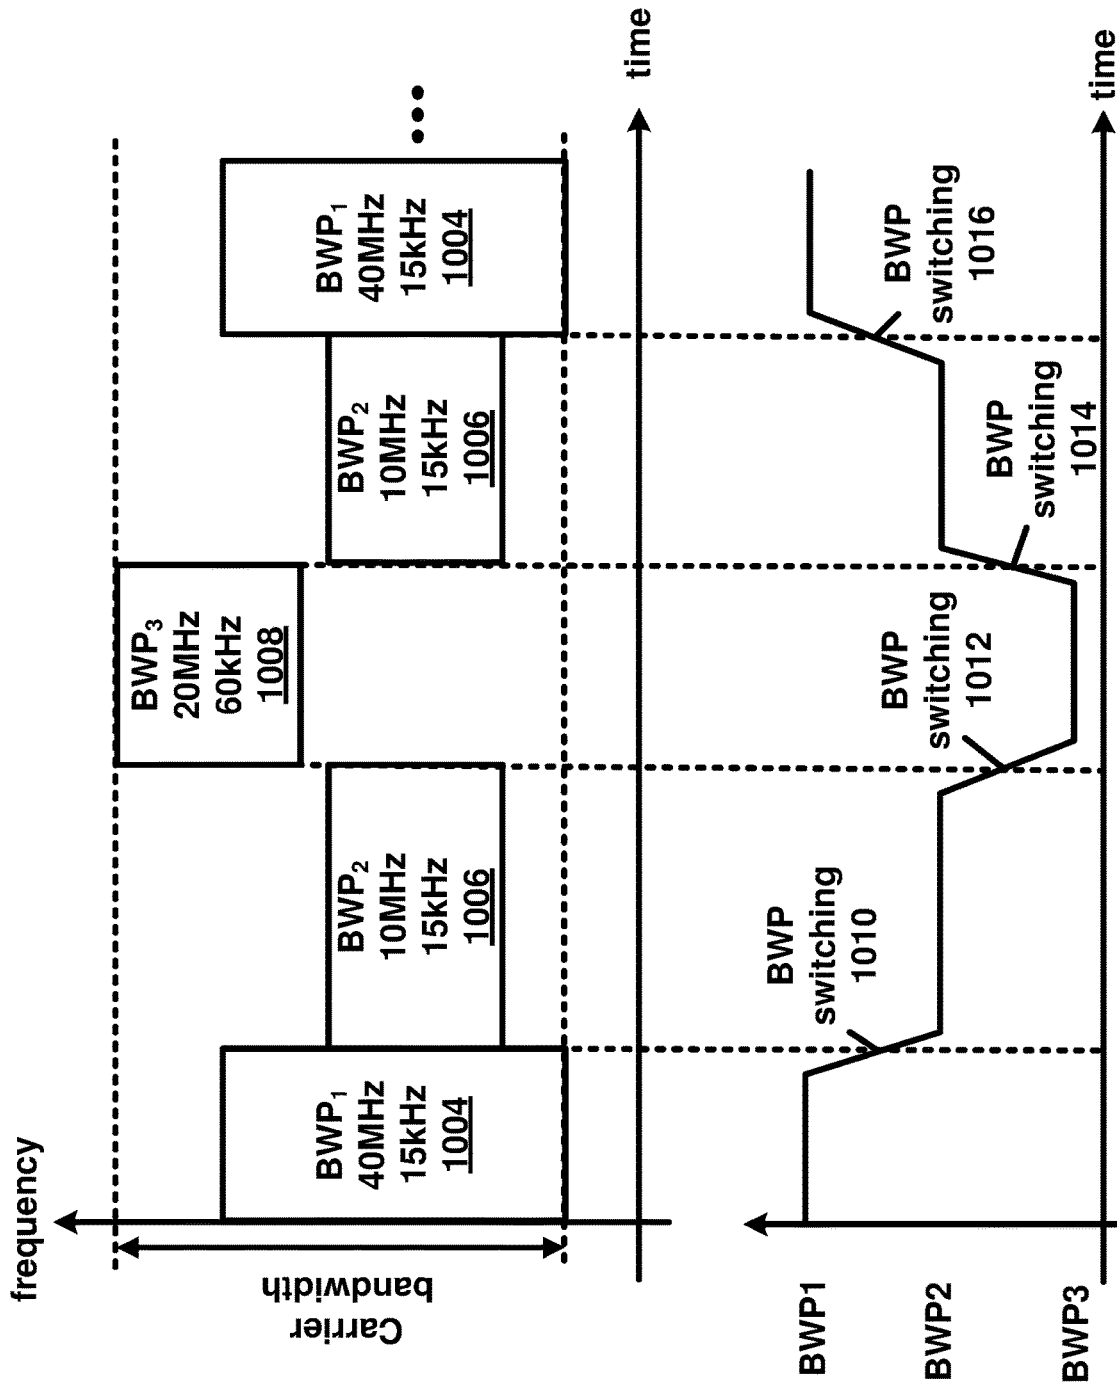 frequency
Carrier
bandwidth
BWP1
40MHz
15kHz
1004
BWP2
10MHz
15kHz
1006
BWP3
20MHz
60kHz
1008
BWP2
10MHz
15kHz
1006
BWP1
40MHz
15kHz
1004
time
BWP1
BWP2
BWP3
BWP
switching
1010
BWP
switching
1012
BWP
switching
1014
BWP
switching
1016
time